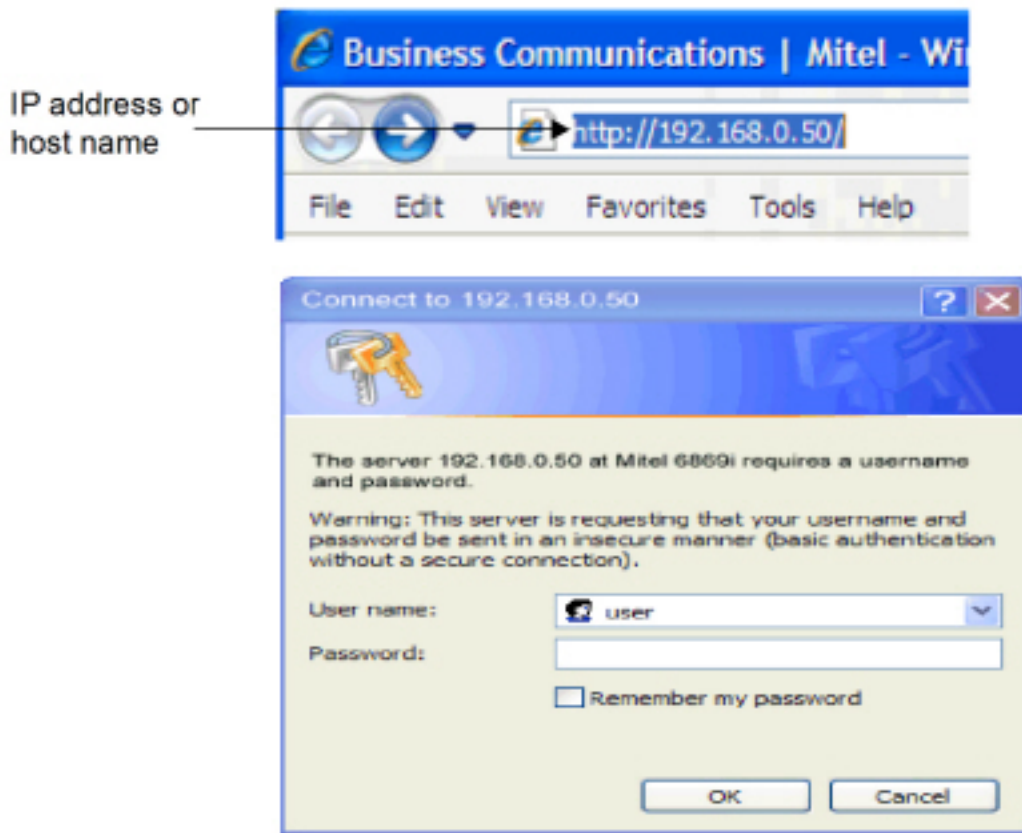 Business Communications | Mitel - Wi
IP address or
host name
http://192.168.0.50/
File Edit View Favorites Tools Help
Connect to 192.168.0.50
The server 192.168.0.50 at Mitel 6869i requires a username
and password.
Warning: This server is requesting that your username and
password be sent in an insecure manner (basic authentication
without a secure connection).
User name: user
Password:
Remember my password
OK Cancel